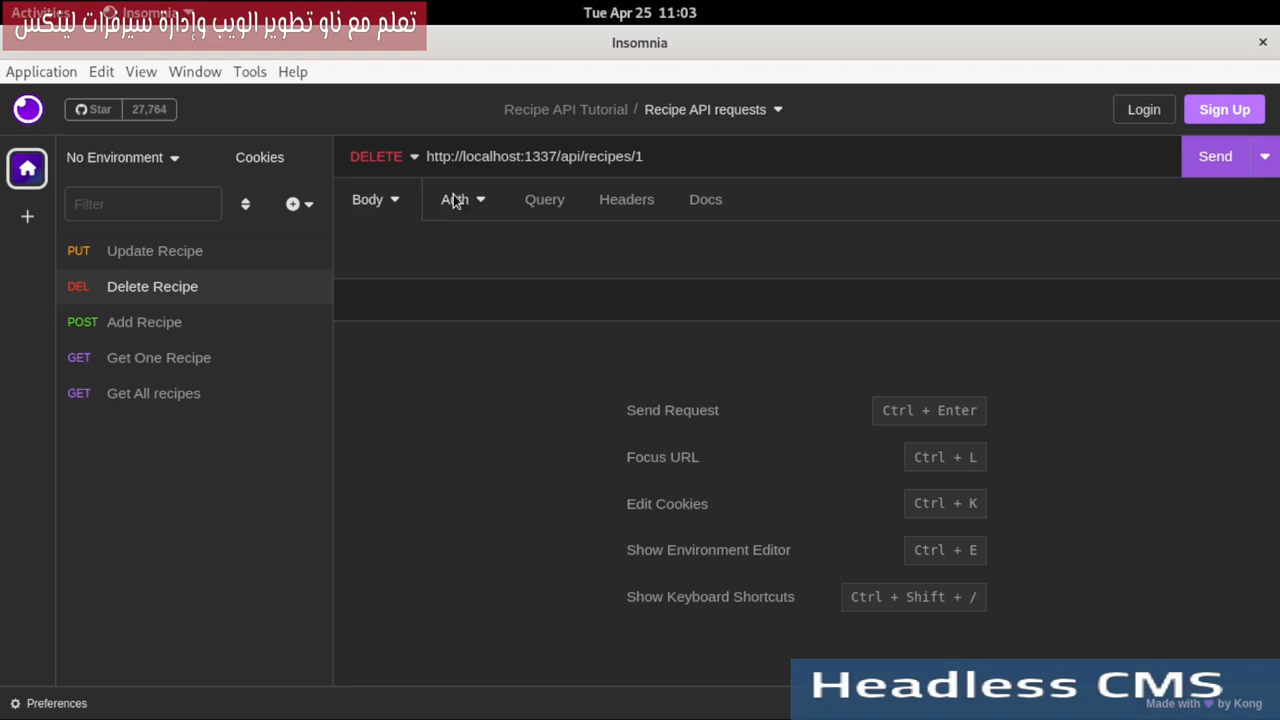 Activities
Insomnia
Tue Apr 25 11:03
تعلم مع ناو تطوير الويب وإدارة سيرفرات لينكس
Insomnia
Application Edit View Window Tools Help
Star 27,764
Recipe API Tutorial / Recipe API requests
Login
Sign Up
No Environment
Cookies
DELETE http://localhost:1337/api/recipes/1
Send
Filter
Body Auth Query Headers Docs
PUT Update Recipe
DEL Delete Recipe
POST Add Recipe
GET Get One Recipe
GET Get All recipes
Send Request Ctrl + Enter
Focus URL Ctrl + L
Edit Cookies Ctrl + K
Show Environment Editor Ctrl + E
Show Keyboard Shortcuts Ctrl + Shift + /
Headless CMS
Preferences
Made with 💜 by Kong